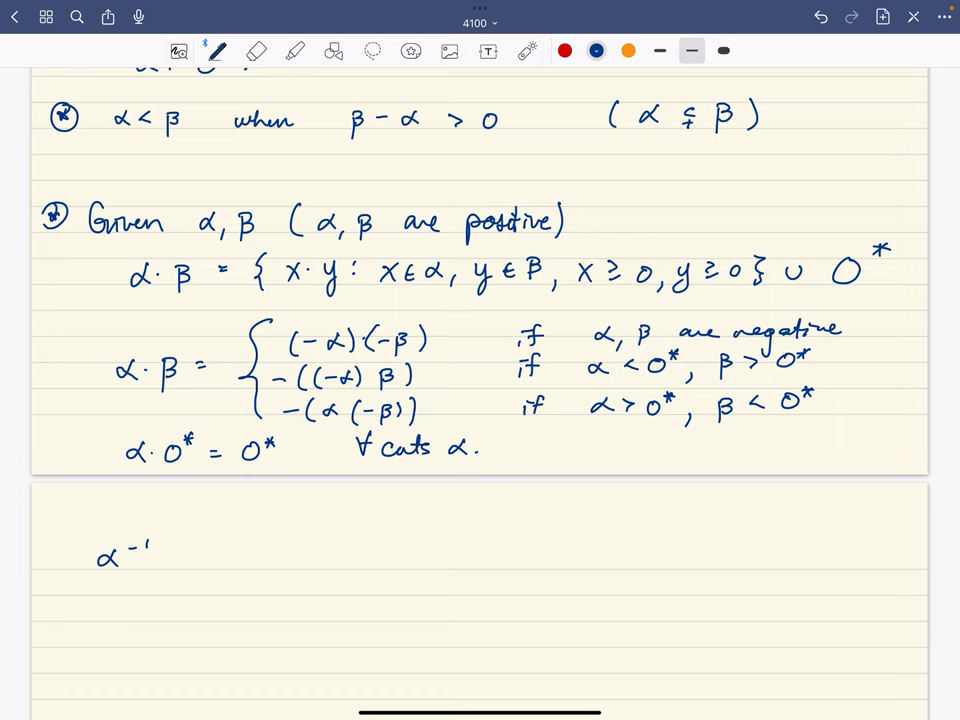 4100
α < β when β - α > 0 (α ⊊ β)
Given α, β (α, β are positive)
α · β = { x · y : x ∈ α, y ∈ β, x ≥ 0, y ≥ 0 } ∪ 0*
(-α)·(-β) if α, β are negative
α · β = { -((-α) β) if α < 0*, β > 0*
-(α (-β)) if α > 0*, β < 0*
α · 0* = 0* ∀ cuts α.
α⁻¹